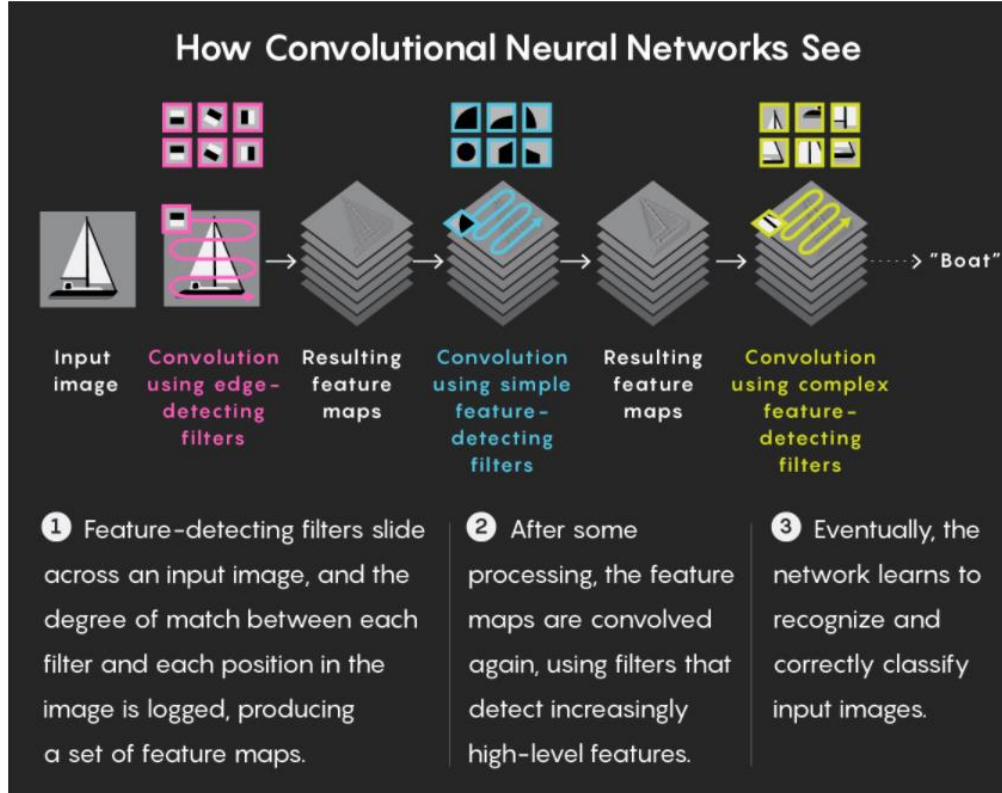 How Convolutional Neural Networks See
"Boat"
Input
image
Convolution
using edge-
detecting
filters
Resulting
feature
maps
Convolution
using simple
feature-
detecting
filters
Resulting
feature
maps
Convolution
using complex
feature-
detecting
filters
1 Feature-detecting filters slide
across an input image, and the
degree of match between each
filter and each position in the
image is logged, producing
a set of feature maps.
2 After some
processing, the feature
maps are convolved
again, using filters that
detect increasingly
high-level features.
3 Eventually, the
network learns to
recognize and
correctly classify
input images.